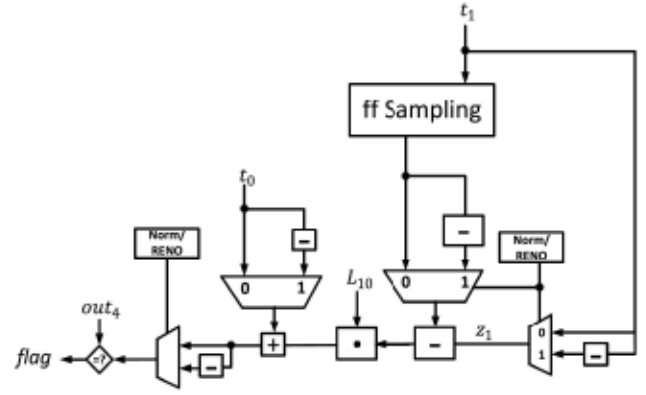 t₁
ff Sampling
t₀
−
−
Norm/
RENO
Norm/
RENO
0 1
L₁₀
0 1
out₄
0
1
z₁
flag
=?
−
+
•
−
−